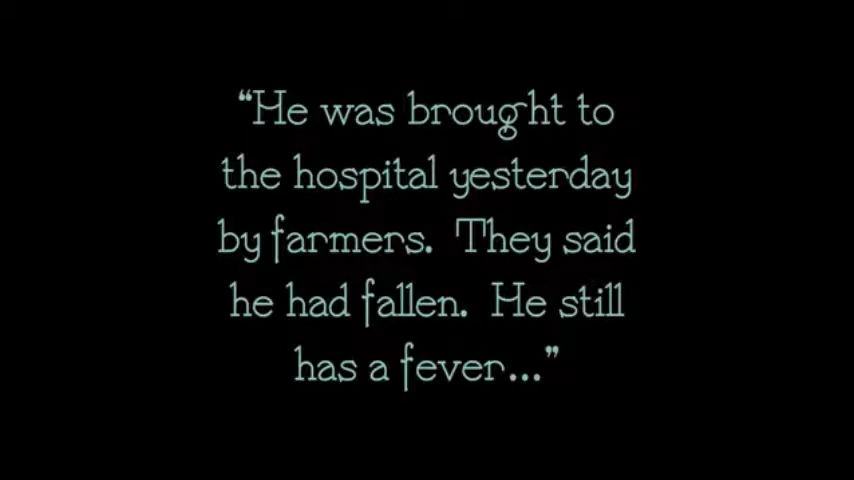 “He was brought to
the hospital yesterday
by farmers. They said
he had fallen. He still
has a fever...”